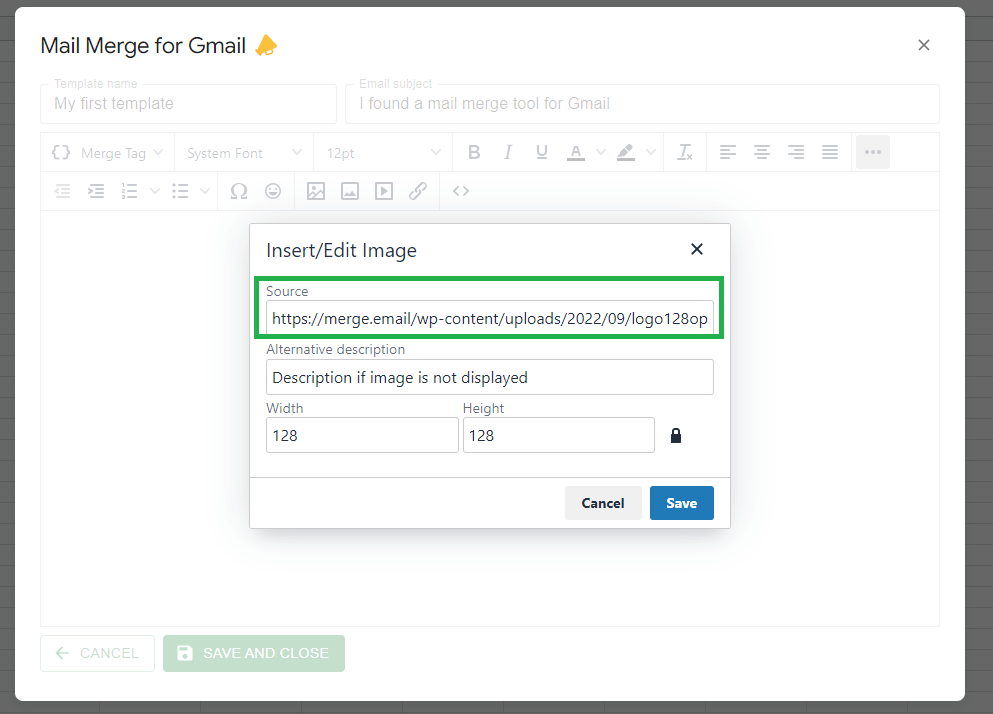 Mail Merge for Gmail
Template name
Email subject
My first template
I found a mail merge tool for Gmail
{} Merge Tag System Font 12pt B I U A Ix
Ω <>
Insert/Edit Image
Source
https://merge.email/wp-content/uploads/2022/09/logo128op
Alternative description
Description if image is not displayed
Width Height
128 128
Cancel Save
CANCEL SAVE AND CLOSE